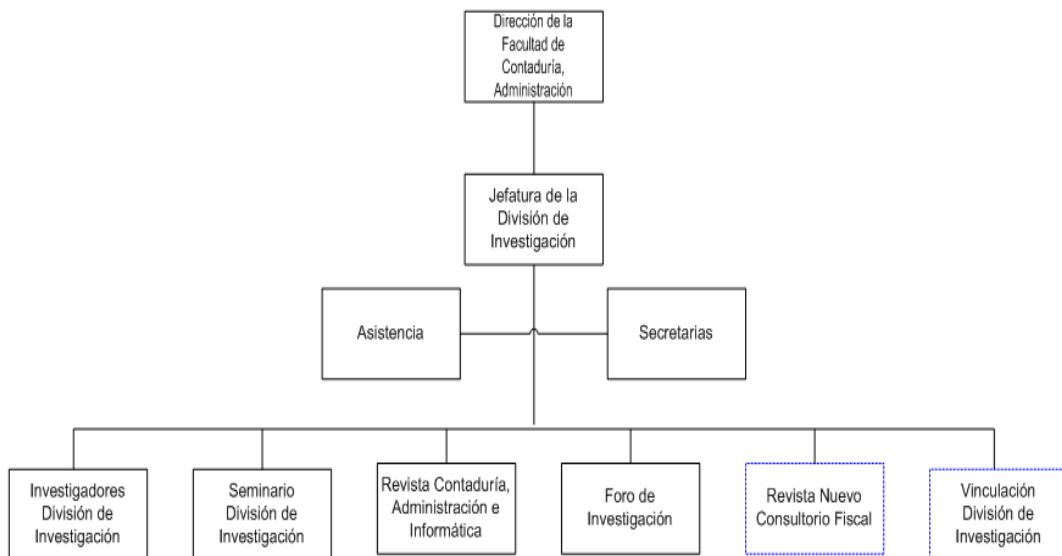 Dirección de la
Facultad de
Contaduría,
Administración
Jefatura de la
División de
Investigación
Asistencia
Secretarias
Investigadores
División de
Investigación
Seminario
División de
Investigación
Revista Contaduría,
Administración e
Informática
Foro de
Investigación
Revista Nuevo
Consultorio Fiscal
Vinculación
División de
Investigación